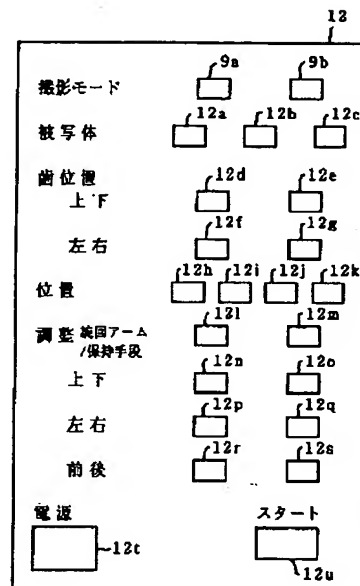 12
9a 9b
撮影モード
12a 12b 12c
被写体
歯位置 12d 12e
上下
12f 12g
左右
12h 12i 12j 12k
位置
12l 12m
調整 旋回アーム
/保持手段
12n 12o
上下
12p 12q
左右
12r 12s
前後
電源 スタート
12t
12u